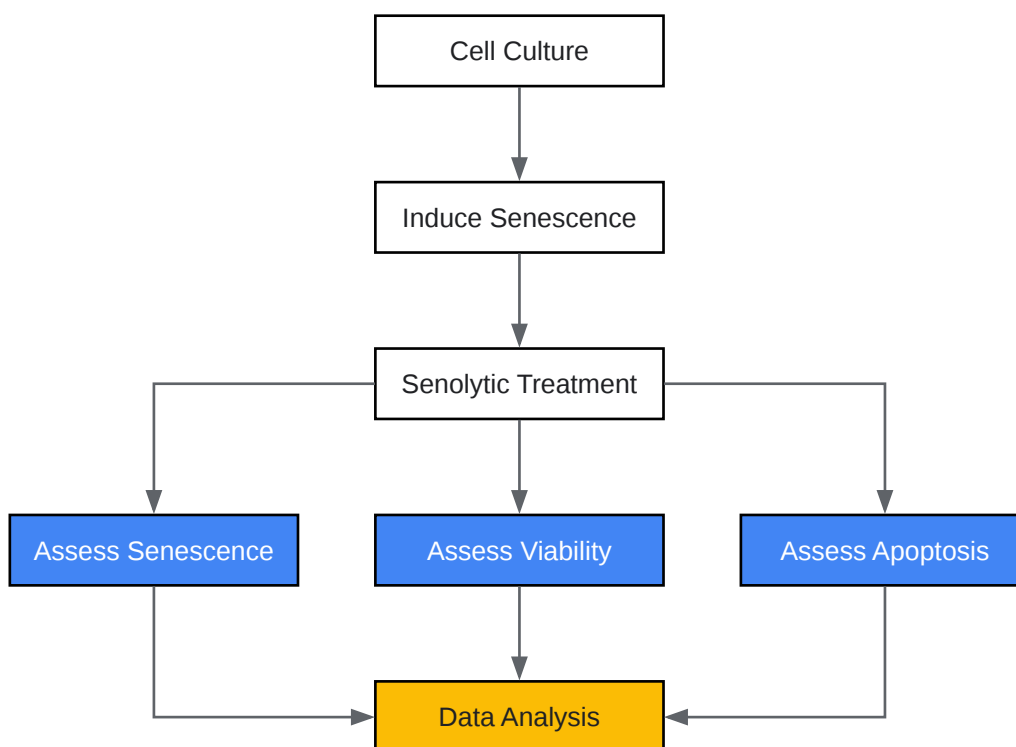 Cell Culture
Induce Senescence
Senolytic Treatment
Assess Senescence
Assess Viability
Assess Apoptosis
Data Analysis